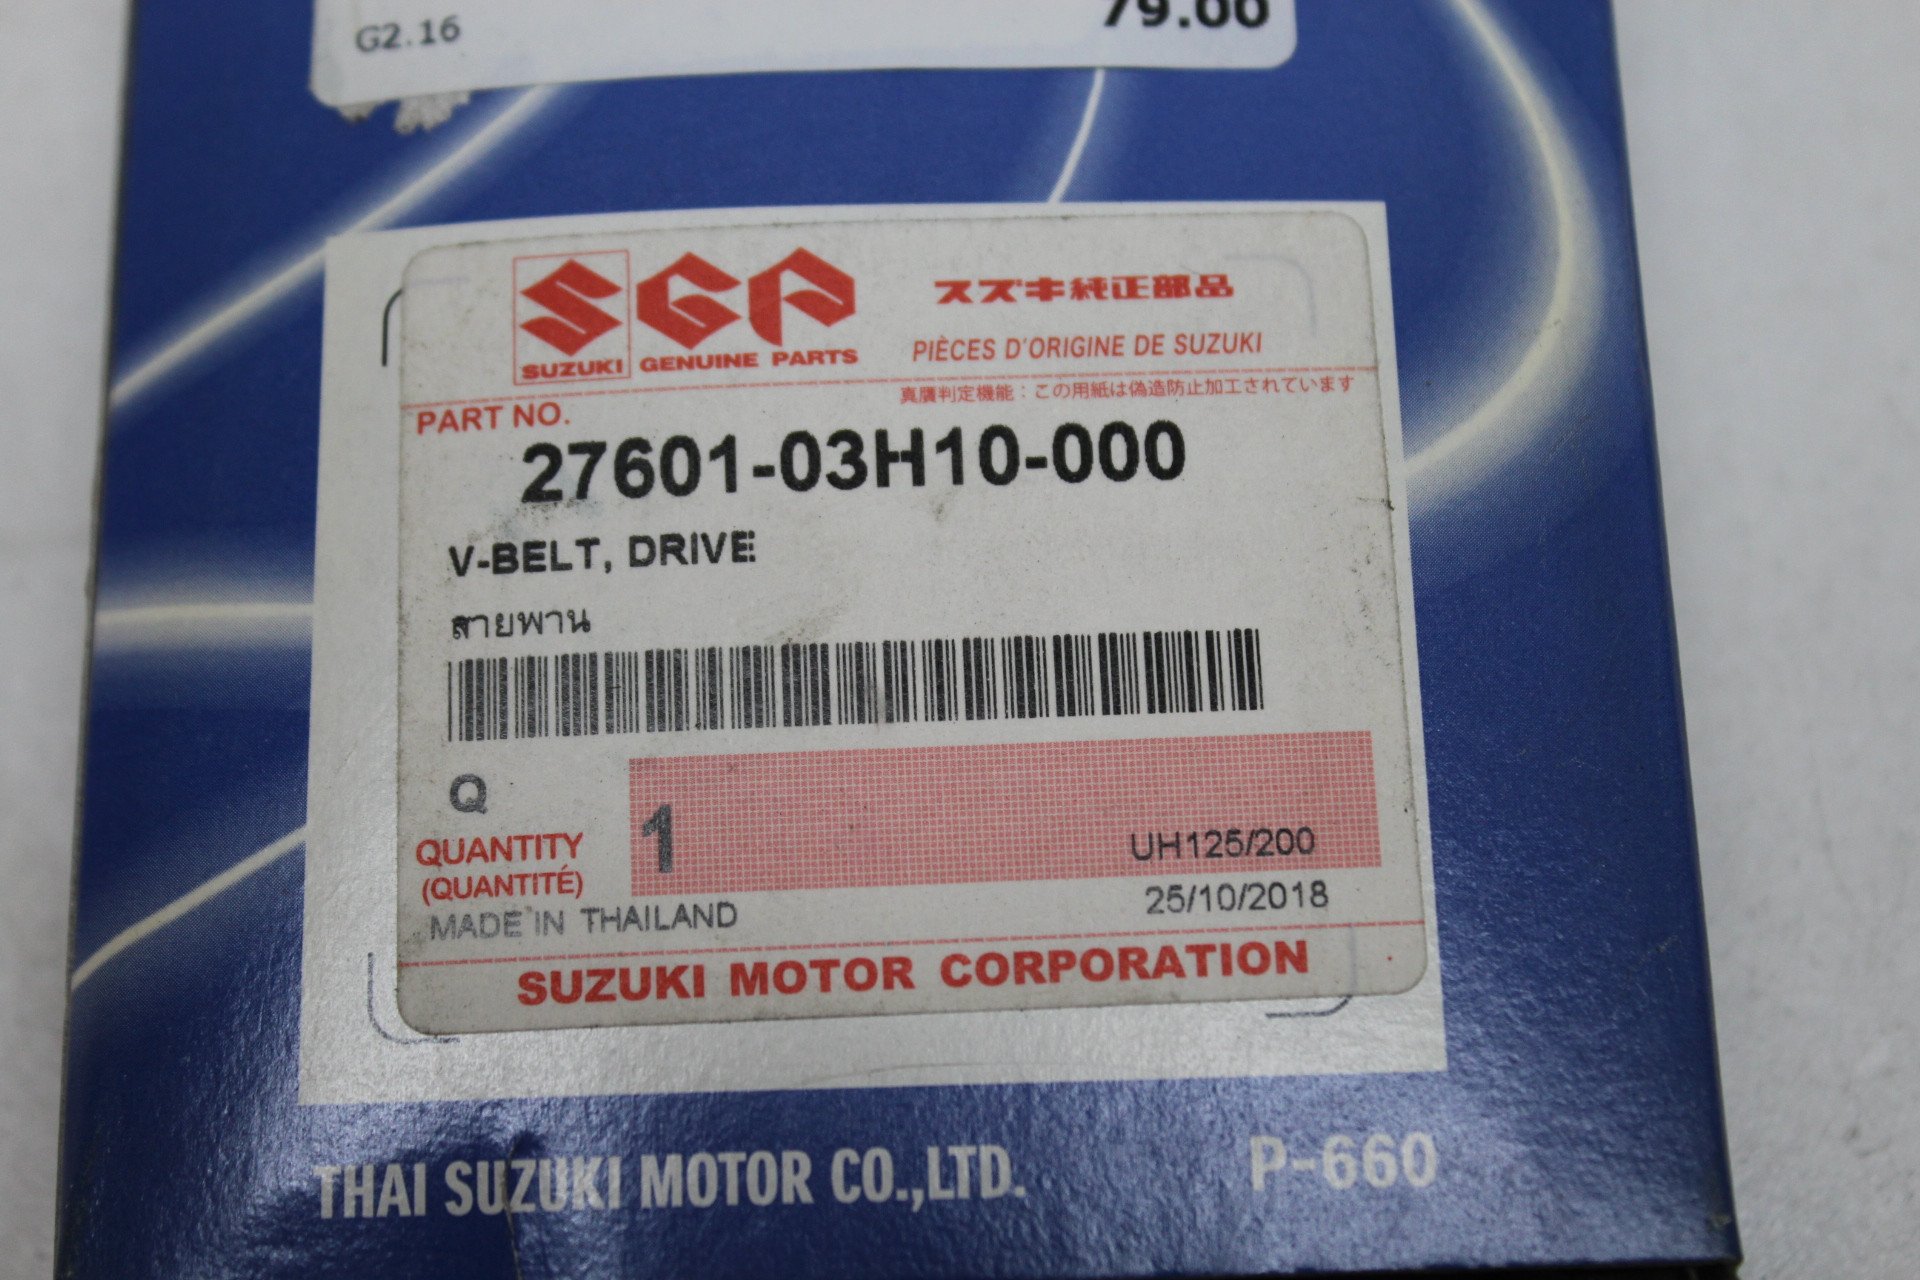 79.00
G2.16
SUZUKI
SGP
GENUINE PARTS
スズキ純正部品
PIÈCES D'ORIGINE DE SUZUKI
真贋判定機能：この用紙は偽造防止加工されています
PART NO.
27601-03H10-000
V-BELT, DRIVE
สายพาน
Q
1
UH125/200
QUANTITY
(QUANTITÉ)
25/10/2018
MADE IN THAILAND
SUZUKI MOTOR CORPORATION
THAI SUZUKI MOTOR CO.,LTD.
P-660